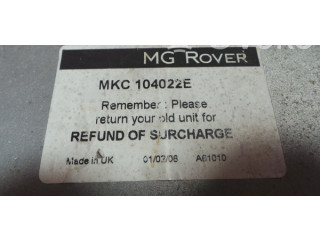 MG ROVER
MKC 104022E
Remember : Please
return your old unit for
REFUND OF SURCHARGE
Made in UK 01/02/06 A61010